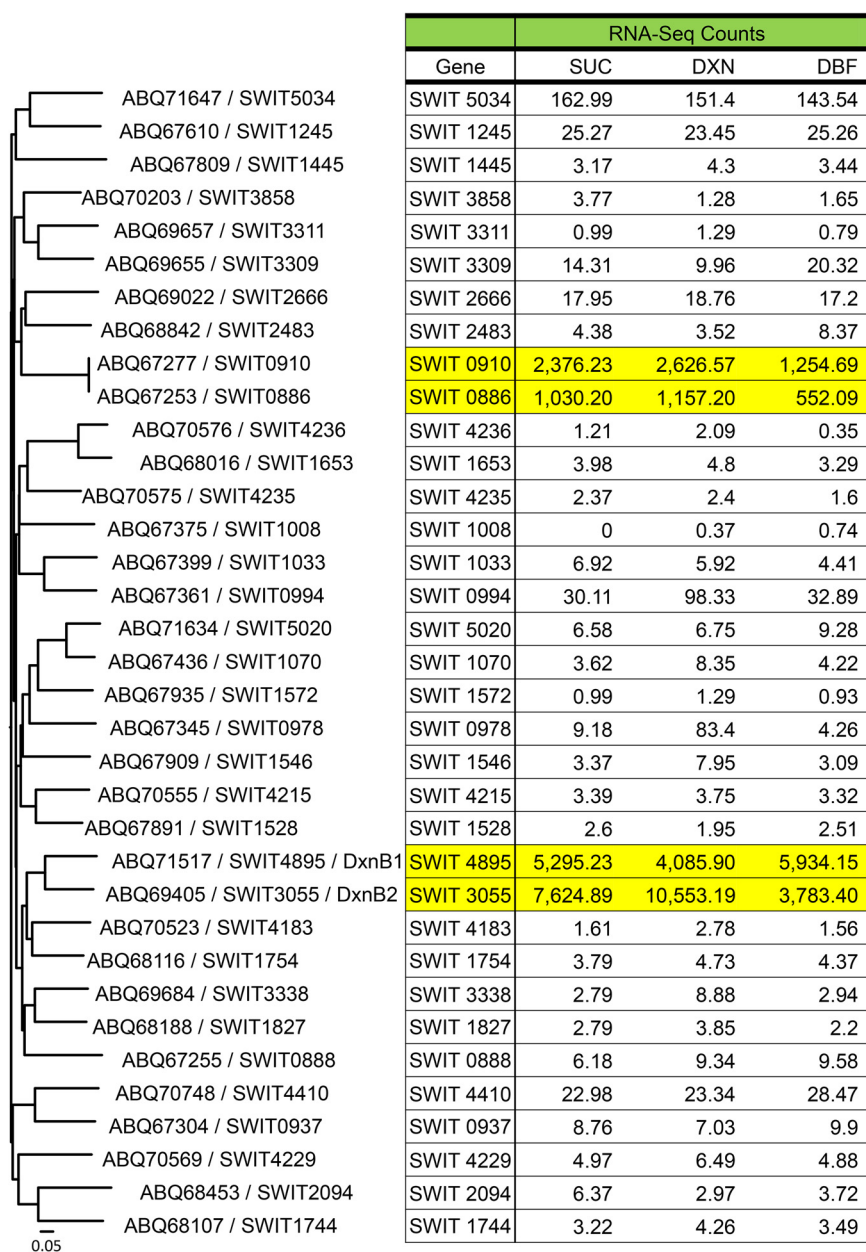 RNA-Seq Counts
Gene SUC DXN DBF
ABQ71647 / SWIT5034 SWIT 5034 162.99 151.4 143.54
ABQ67610 / SWIT1245 SWIT 1245 25.27 23.45 25.26
ABQ67809 / SWIT1445 SWIT 1445 3.17 4.3 3.44
ABQ70203 / SWIT3858 SWIT 3858 3.77 1.28 1.65
ABQ69657 / SWIT3311 SWIT 3311 0.99 1.29 0.79
ABQ69655 / SWIT3309 SWIT 3309 14.31 9.96 20.32
ABQ69022 / SWIT2666 SWIT 2666 17.95 18.76 17.2
ABQ68842 / SWIT2483 SWIT 2483 4.38 3.52 8.37
ABQ67277 / SWIT0910 SWIT 0910 2,376.23 2,626.57 1,254.69
ABQ67253 / SWIT0886 SWIT 0886 1,030.20 1,157.20 552.09
ABQ70576 / SWIT4236 SWIT 4236 1.21 2.09 0.35
ABQ68016 / SWIT1653 SWIT 1653 3.98 4.8 3.29
ABQ70575 / SWIT4235 SWIT 4235 2.37 2.4 1.6
ABQ67375 / SWIT1008 SWIT 1008 0 0.37 0.74
ABQ67399 / SWIT1033 SWIT 1033 6.92 5.92 4.41
ABQ67361 / SWIT0994 SWIT 0994 30.11 98.33 32.89
ABQ71634 / SWIT5020 SWIT 5020 6.58 6.75 9.28
ABQ67436 / SWIT1070 SWIT 1070 3.62 8.35 4.22
ABQ67935 / SWIT1572 SWIT 1572 0.99 1.29 0.93
ABQ67345 / SWIT0978 SWIT 0978 9.18 83.4 4.26
ABQ67909 / SWIT1546 SWIT 1546 3.37 7.95 3.09
ABQ70555 / SWIT4215 SWIT 4215 3.39 3.75 3.32
ABQ67891 / SWIT1528 SWIT 1528 2.6 1.95 2.51
ABQ71517 / SWIT4895 / DxnB1 SWIT 4895 5,295.23 4,085.90 5,934.15
ABQ69405 / SWIT3055 / DxnB2 SWIT 3055 7,624.89 10,553.19 3,783.40
ABQ70523 / SWIT4183 SWIT 4183 1.61 2.78 1.56
ABQ68116 / SWIT1754 SWIT 1754 3.79 4.73 4.37
ABQ69684 / SWIT3338 SWIT 3338 2.79 8.88 2.94
ABQ68188 / SWIT1827 SWIT 1827 2.79 3.85 2.2
ABQ67255 / SWIT0888 SWIT 0888 6.18 9.34 9.58
ABQ70748 / SWIT4410 SWIT 4410 22.98 23.34 28.47
ABQ67304 / SWIT0937 SWIT 0937 8.76 7.03 9.9
ABQ70569 / SWIT4229 SWIT 4229 4.97 6.49 4.88
ABQ68453 / SWIT2094 SWIT 2094 6.37 2.97 3.72
ABQ68107 / SWIT1744 SWIT 1744 3.22 4.26 3.49
0.05